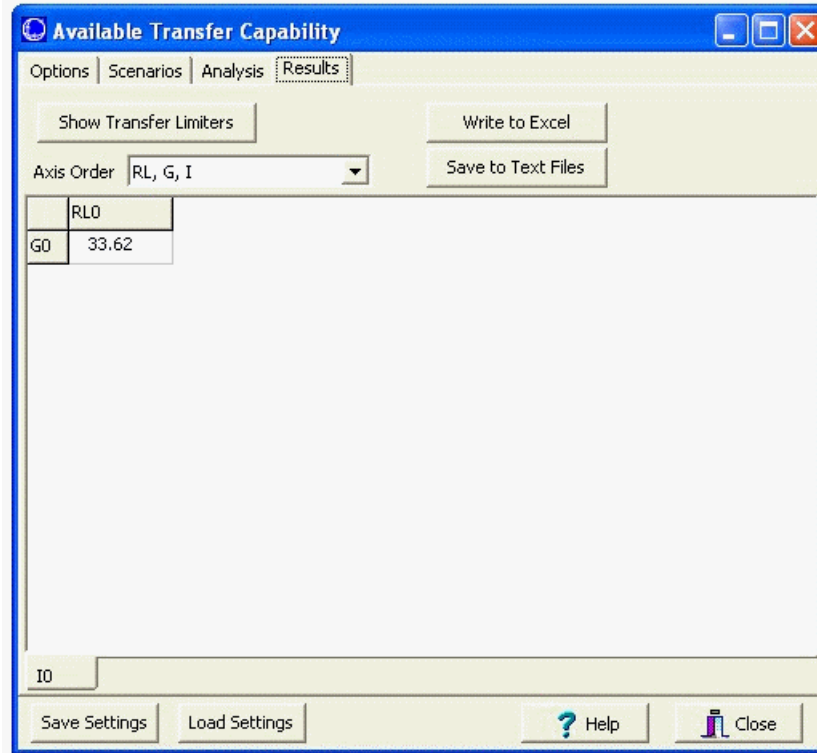 Available Transfer Capability
Options Scenarios Analysis Results
Show Transfer Limiters Write to Excel
Axis Order RL, G, I Save to Text Files
RL0
G0 33.62
I0
Save Settings Load Settings ? Help Close